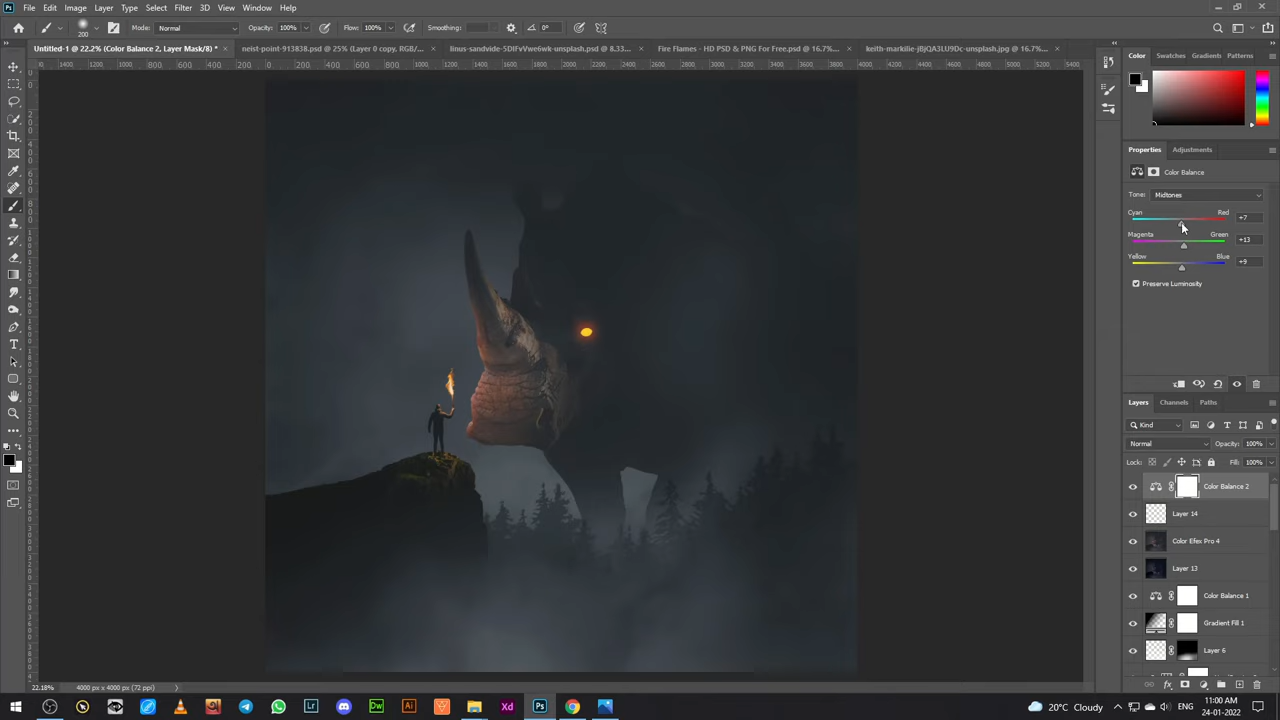 File Edit Image Layer Type Select Filter 3D View Window Help
200 Mode: Normal Opacity: 100% Flow: 100% Smoothing: 0°
Untitled-1 @ 22.2% (Color Balance 2, Layer Mask/8) * × neist-point-913838.psd @ 25% (Layer 0 copy, RGB/... × linus-sandvide-5DIFvVwe6wk-unsplash.psd @ 8.33... × Fire Flames - HD PSD & PNG For Free.psd @ 16.7%... × keith-markilie-jBjQA3LU9Dc-unsplash.jpg @ 16.7%... ×
Color Swatches Gradients Patterns
Properties Adjustments
Color Balance
Tone: Midtones
Cyan Red +7
Magenta Green +13
Yellow Blue +9
Preserve Luminosity
Layers Channels Paths
Kind
Normal Opacity: 100%
Lock: Fill: 100%
Color Balance 2
Layer 14
Color Efex Pro 4
Layer 13
Color Balance 1
Gradient Fill 1
Layer 6
22.18% 4000 px x 4000 px (72 ppi)
20°C Cloudy ENG 11:00 AM
24-01-2022